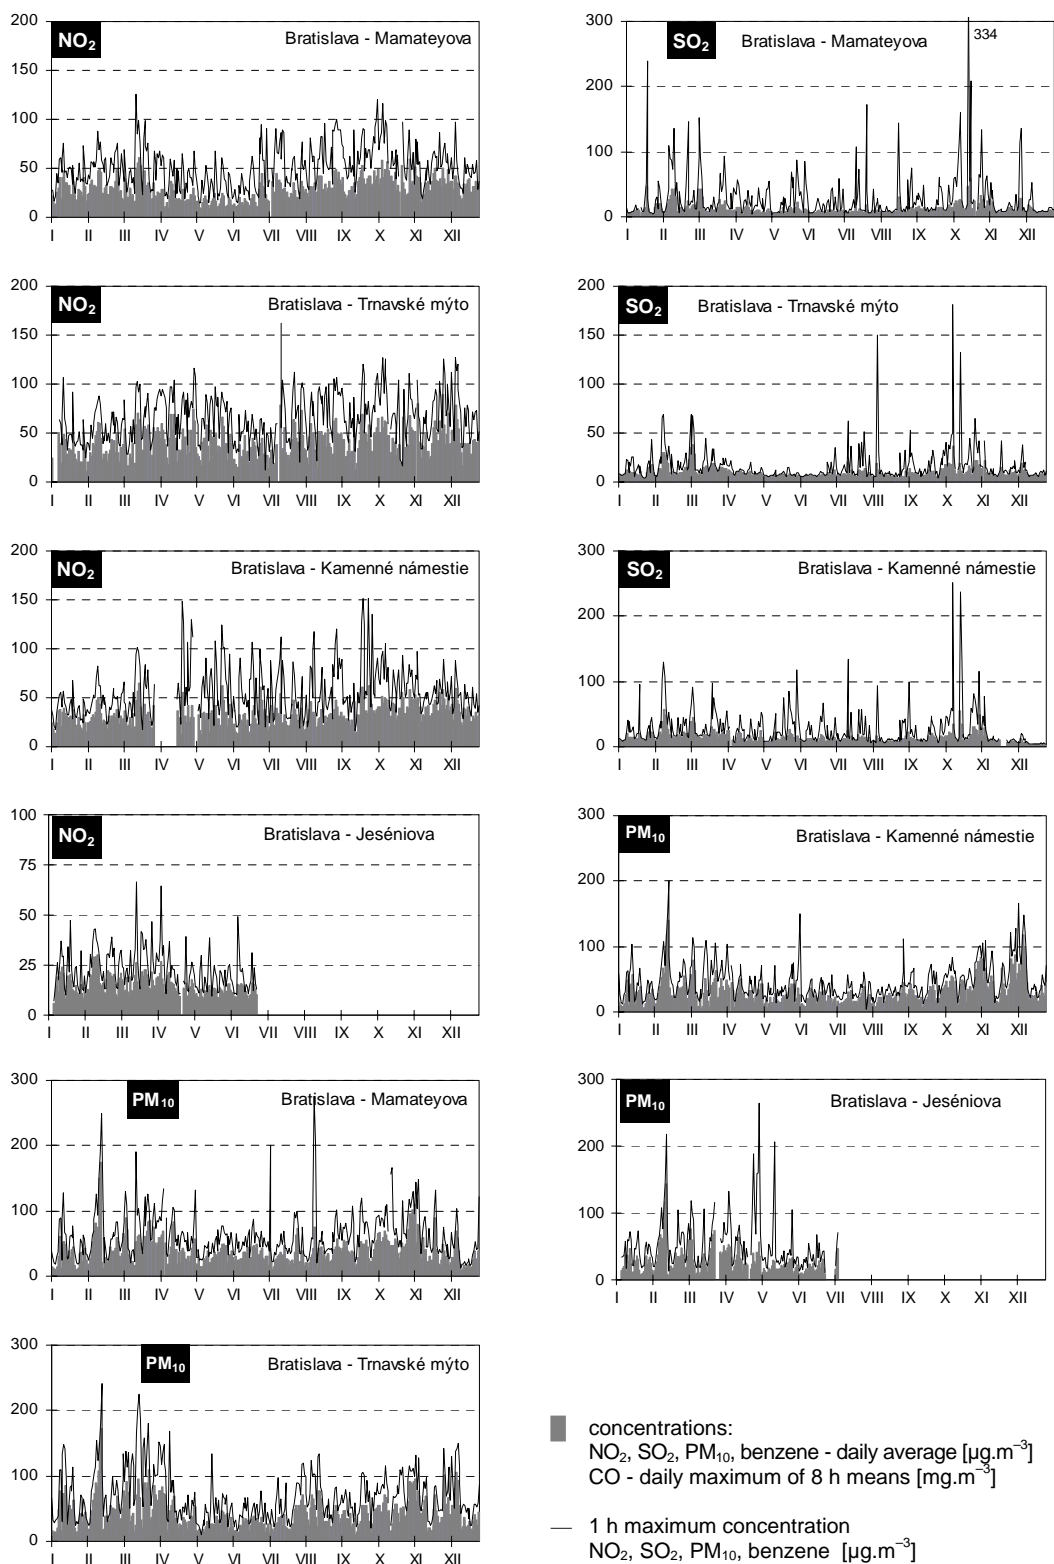 NO₂ Bratislava - Mamateyova
200
150
100
50
0
I II III IV V VI VII VIII IX X XI XII
SO₂ Bratislava - Mamateyova
334
300
200
100
0
I II III IV V VI VII VIII IX X XI XII
NO₂ Bratislava - Trnavské mýto
200
150
100
50
0
I II III IV V VI VII VIII IX X XI XII
SO₂ Bratislava - Trnavské mýto
200
150
100
50
0
I II III IV V VI VII VIII IX X XI XII
NO₂ Bratislava - Kamenné námestie
200
150
100
50
0
I II III IV V VI VII VIII IX X XI XII
SO₂ Bratislava - Kamenné námestie
300
200
100
0
I II III IV V VI VII VIII IX X XI XII
NO₂ Bratislava - Jeséniova
100
75
50
25
0
I II III IV V VI VII VIII IX X XI XII
PM₁₀ Bratislava - Kamenné námestie
300
200
100
0
I II III IV V VI VII VIII IX X XI XII
PM₁₀ Bratislava - Mamateyova
300
200
100
0
I II III IV V VI VII VIII IX X XI XII
PM₁₀ Bratislava - Jeséniova
300
200
100
0
I II III IV V VI VII VIII IX X XI XII
PM₁₀ Bratislava - Trnavské mýto
300
200
100
0
I II III IV V VI VII VIII IX X XI XII
concentrations:
NO₂, SO₂, PM₁₀, benzene - daily average [µg.m⁻³]
CO - daily maximum of 8 h means [mg.m⁻³]
1 h maximum concentration
NO₂, SO₂, PM₁₀, benzene [µg.m⁻³]